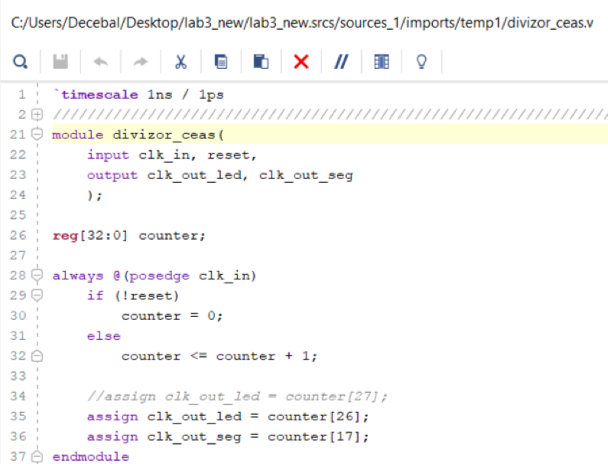 C:/Users/Decebal/Desktop/lab3_new/lab3_new.srcs/sources_1/imports/temp1/divizor_ceas.v
1 `timescale 1ns / 1ps
2 //////////////////////////////////////////////////////////////////////////////////
21 module divizor_ceas(
22     input clk_in, reset,
23     output clk_out_led, clk_out_seg
24     );
25
26 reg[32:0] counter;
27
28 always @(posedge clk_in)
29     if (!reset)
30         counter = 0;
31     else
32         counter <= counter + 1;
33
34     //assign clk_out_led = counter[27];
35     assign clk_out_led = counter[26];
36     assign clk_out_seg = counter[17];
37 endmodule